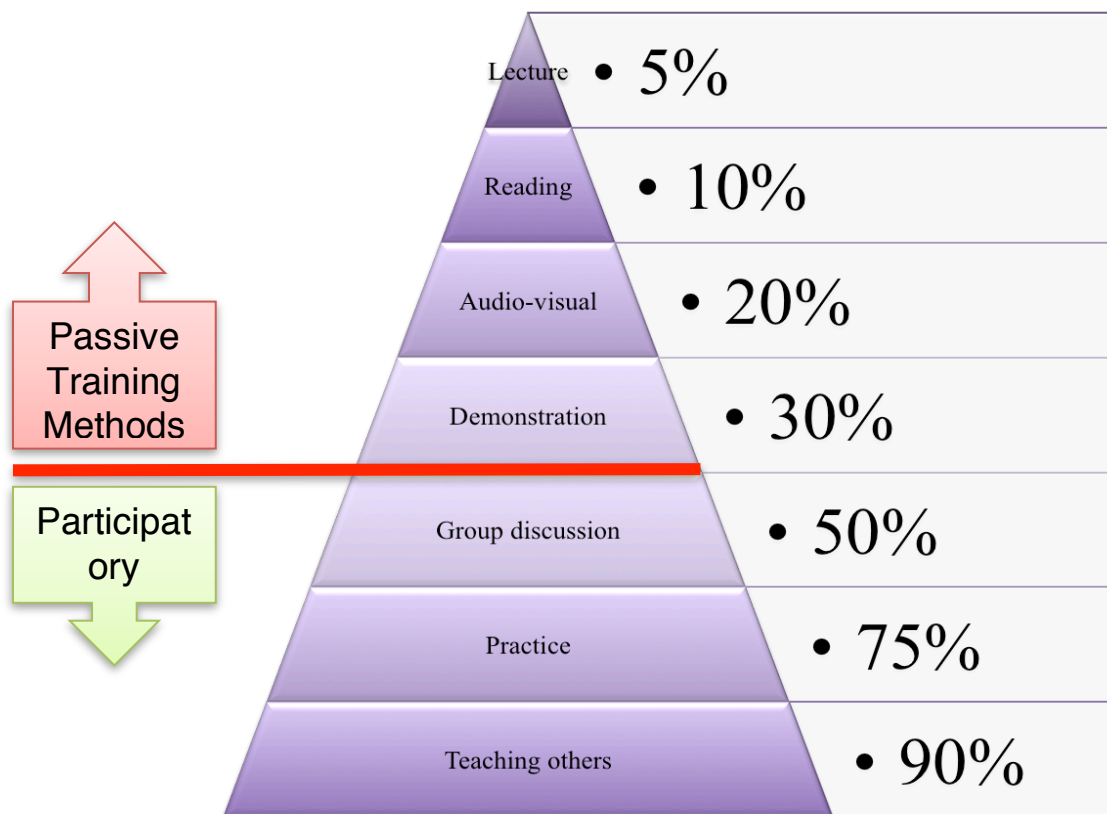 Lecture • 5%
Reading • 10%
Audio-visual • 20%
Demonstration • 30%
Group discussion • 50%
Practice • 75%
Teaching others • 90%
Passive
Training
Methods
Participat
ory